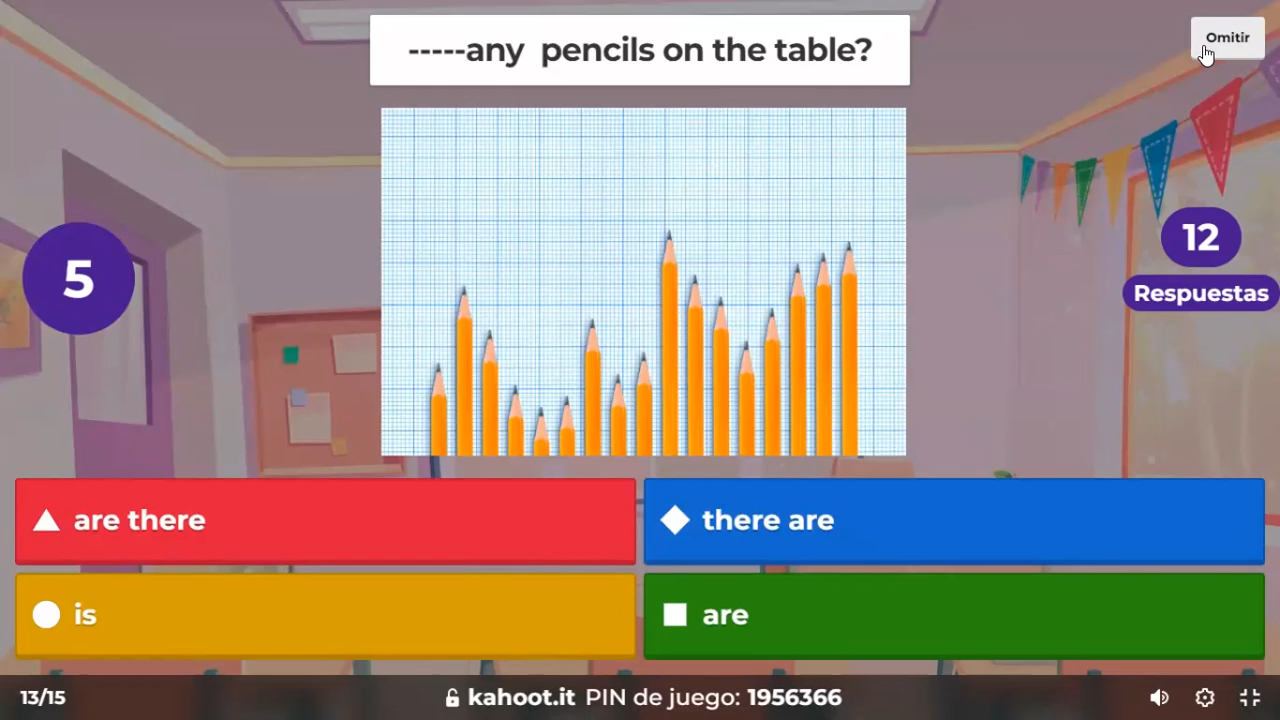 -----any pencils on the table?
Omitir
5
12
Respuestas
are there
there are
is
are
13/15
kahoot.it PIN de juego: 1956366